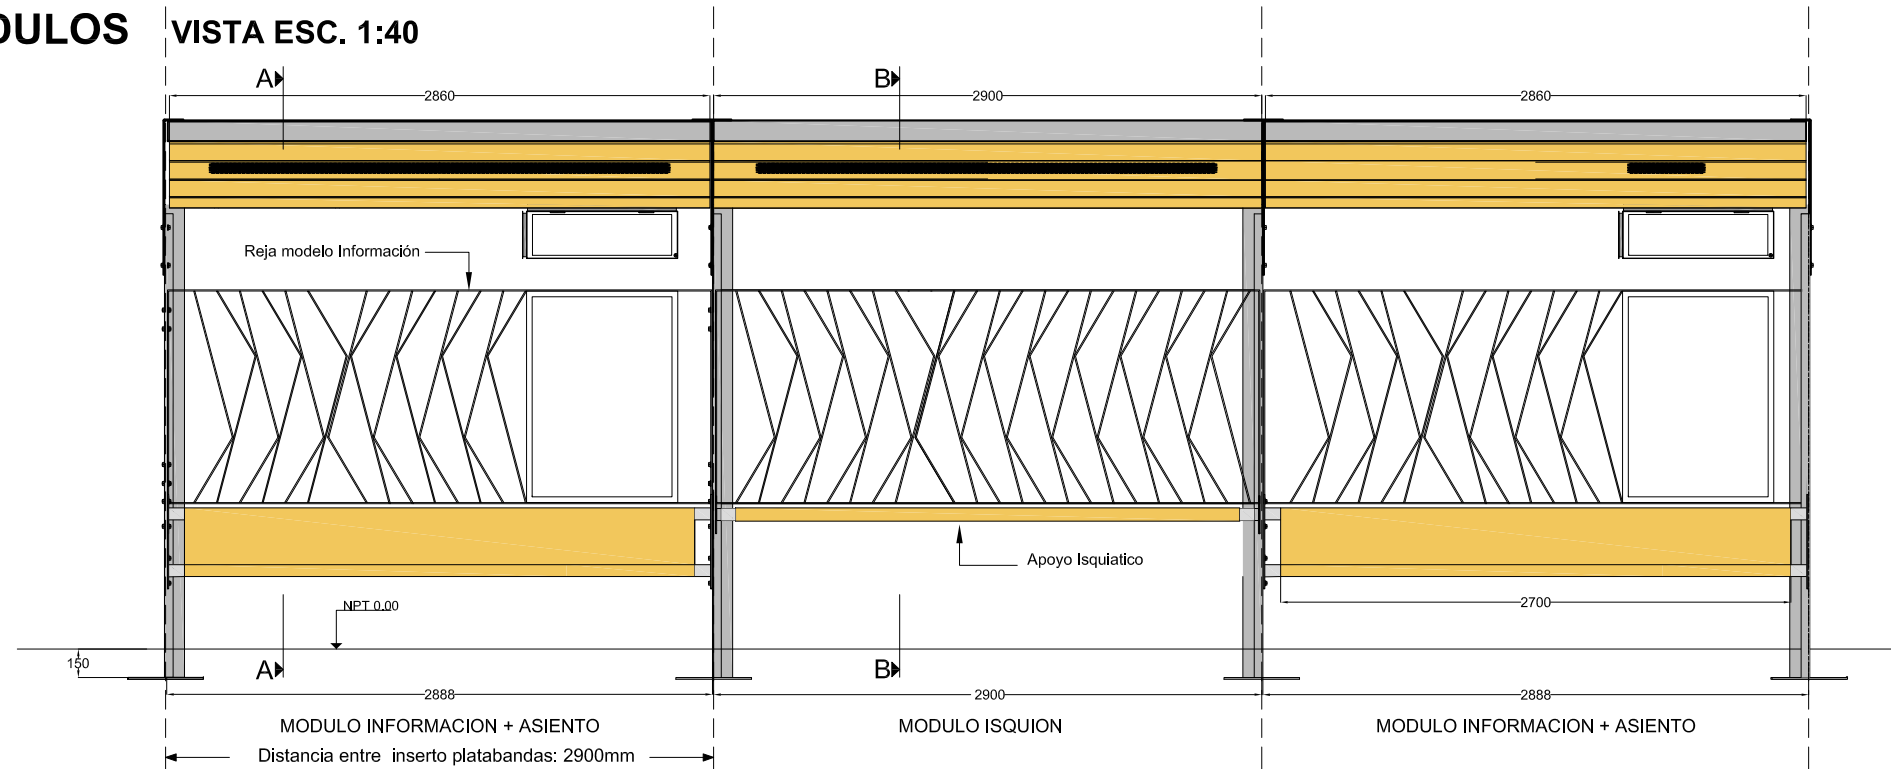 DULOS VISTA ESC. 1:40
A B
2860 2900 2860
Reja modelo Información
Apoyo Isquiatico
NPT 0.00
2700
150
A B
2888 2900 2888
MODULO INFORMACION + ASIENTO MODULO ISQUION MODULO INFORMACION + ASIENTO
Distancia entre inserto platabandas: 2900mm